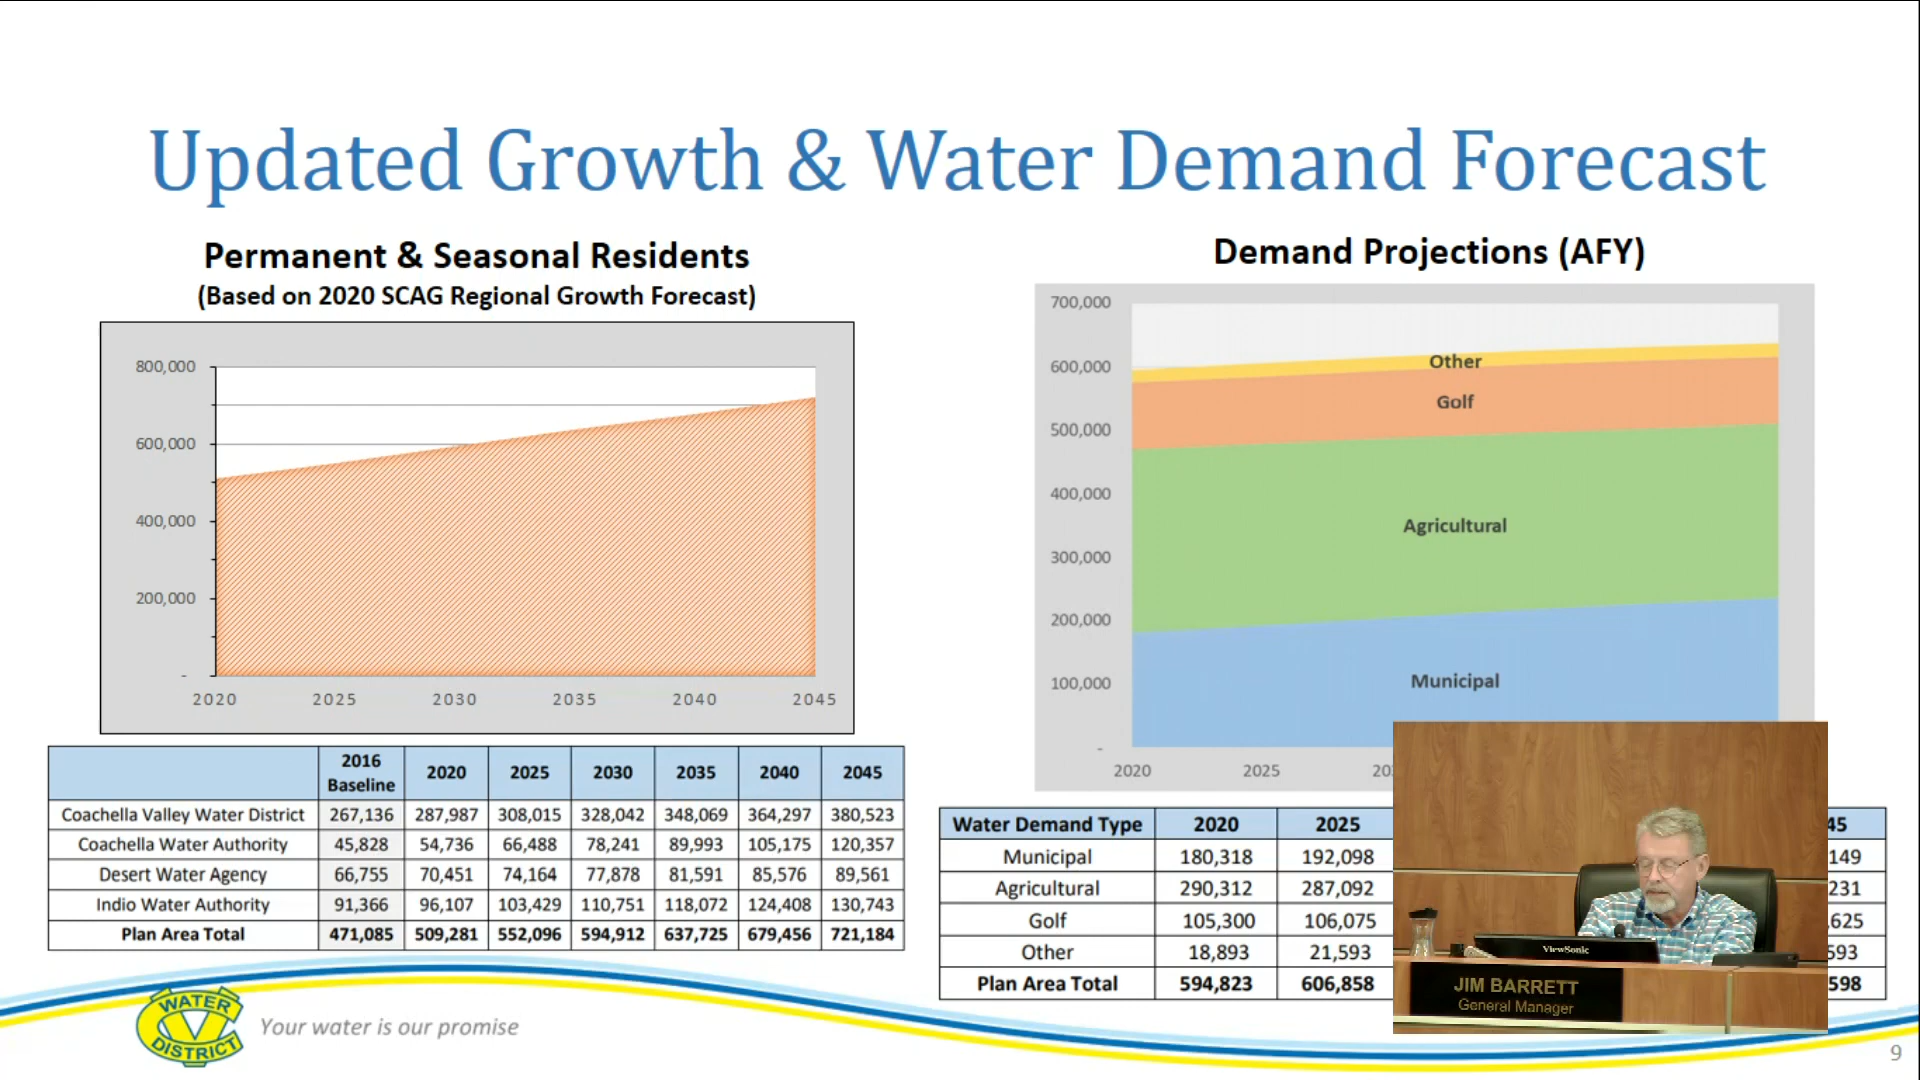 Updated Growth & Water Demand Forecast
Permanent & Seasonal Residents
(Based on 2020 SCAG Regional Growth Forecast)
800,000
600,000
400,000
200,000
-
2020 2025 2030 2035 2040 2045
2016 Baseline 2020 2025 2030 2035 2040 2045
Coachella Valley Water District 267,136 287,987 308,015 328,042 348,069 364,297 380,523
Coachella Water Authority 45,828 54,736 66,488 78,241 89,993 105,175 120,357
Desert Water Agency 66,755 70,451 74,164 77,878 81,591 85,576 89,561
Indio Water Authority 91,366 96,107 103,429 110,751 118,072 124,408 130,743
Plan Area Total 471,085 509,281 552,096 594,912 637,725 679,456 721,184
Demand Projections (AFY)
700,000
600,000
500,000
400,000
300,000
200,000
100,000
-
Other
Golf
Agricultural
Municipal
2020 2025 20
Water Demand Type 2020 2025 45
Municipal 180,318 192,098 149
Agricultural 290,312 287,092 231
Golf 105,300 106,075 ,625
Other 18,893 21,593 593
Plan Area Total 594,823 606,858 598
ViewSonic
JIM BARRETT
General Manager
WATER
CV
DISTRICT
Your water is our promise
9